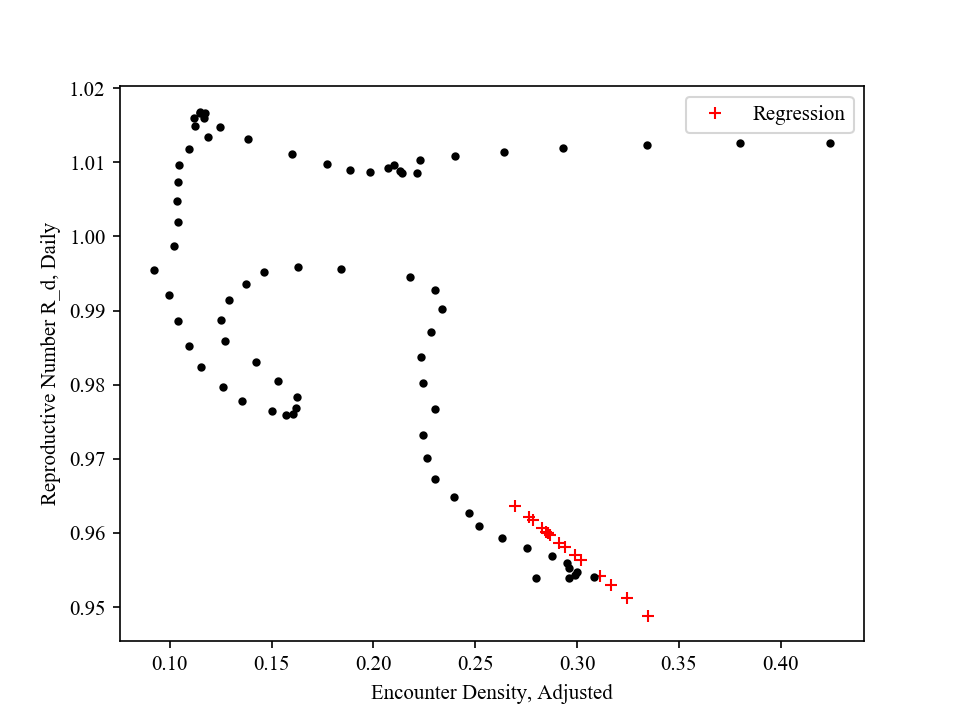 1.02
1.01
1.00
0.99
0.98
0.97
0.96
0.95
Reproductive Number R_d, Daily
Regression
0.10 0.15 0.20 0.25 0.30 0.35 0.40
Encounter Density, Adjusted